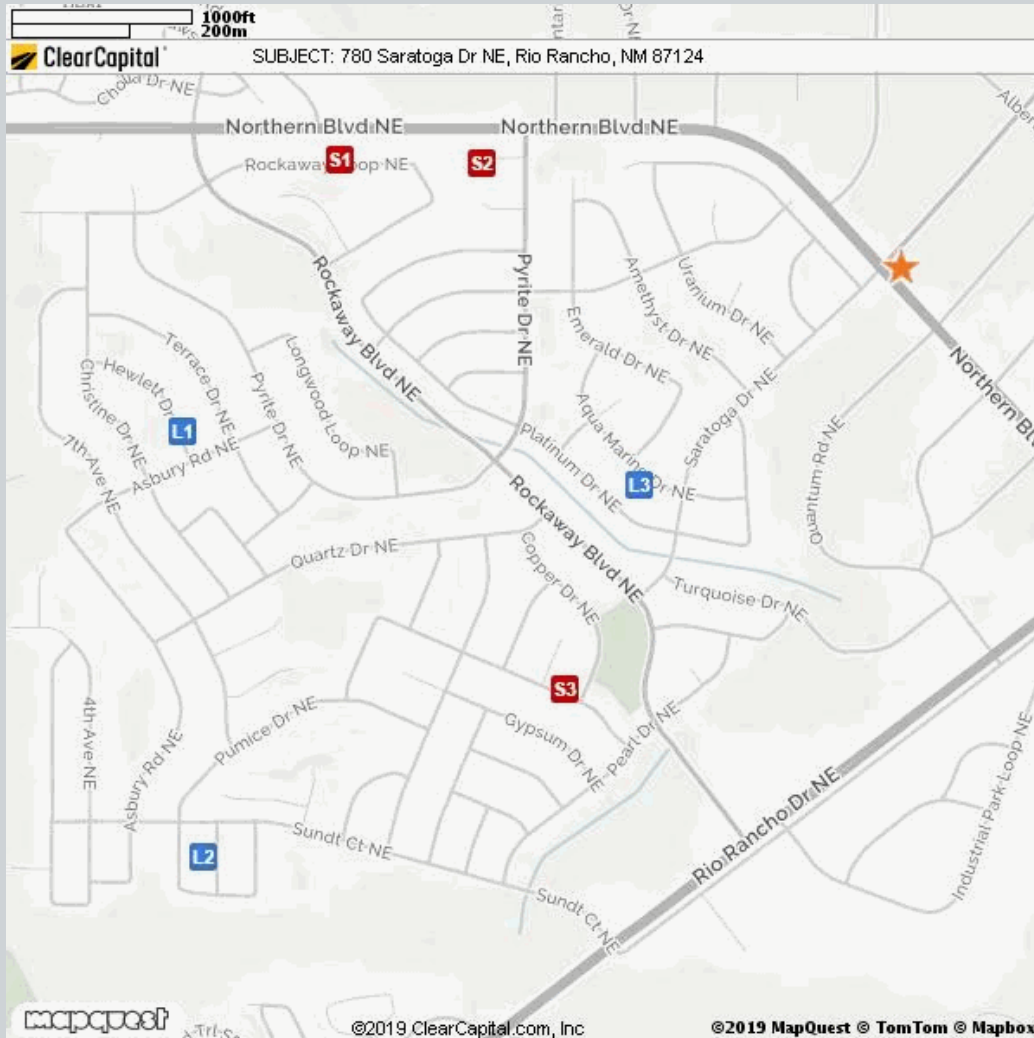 1000ft
200m
ClearCapital
SUBJECT: 780 Saratoga Dr NE, Rio Rancho, NM 87124
Cholla Dr-NE
Northern Blvd NE
Northern Blvd NE
Rockaway Loop NE
S1
S2
Rockaway Blvd NE
Pyrite-Dr-NE
Amethyst-Dr-NE
Uranium-Dr-NE
Emerald-Dr-NE
Northern
Christine-Dr-NE
Hewlett-Dr
Terrace-Dr-NE
Pyrite-Dr-NE
Longwood-Loop-NE
L1
7th-Ave-NE
Asbury-Rd-NE
Platinum-Dr-NE
Aqua Marine-Dr-NE
L3
Saratoga-Dr-NE
Quantum-Rd-NE
Quartz-Dr-NE
Rockaway Blvd NE
Copper-Dr-NE
Turquoise-Dr-NE
4th-Ave-NE
Asbury Rd-NE
Pumice-Dr-NE
S3
Gypsum-Dr-NE
Pearl-Dr-NE
L2
Sundt Ct-NE
Sundt Ct-NE
Rio Rancho Dr NE
Industrial-Park-Loop-NE
mapquest
©2019 ClearCapital.com, Inc
©2019 MapQuest © TomTom © Mapbox